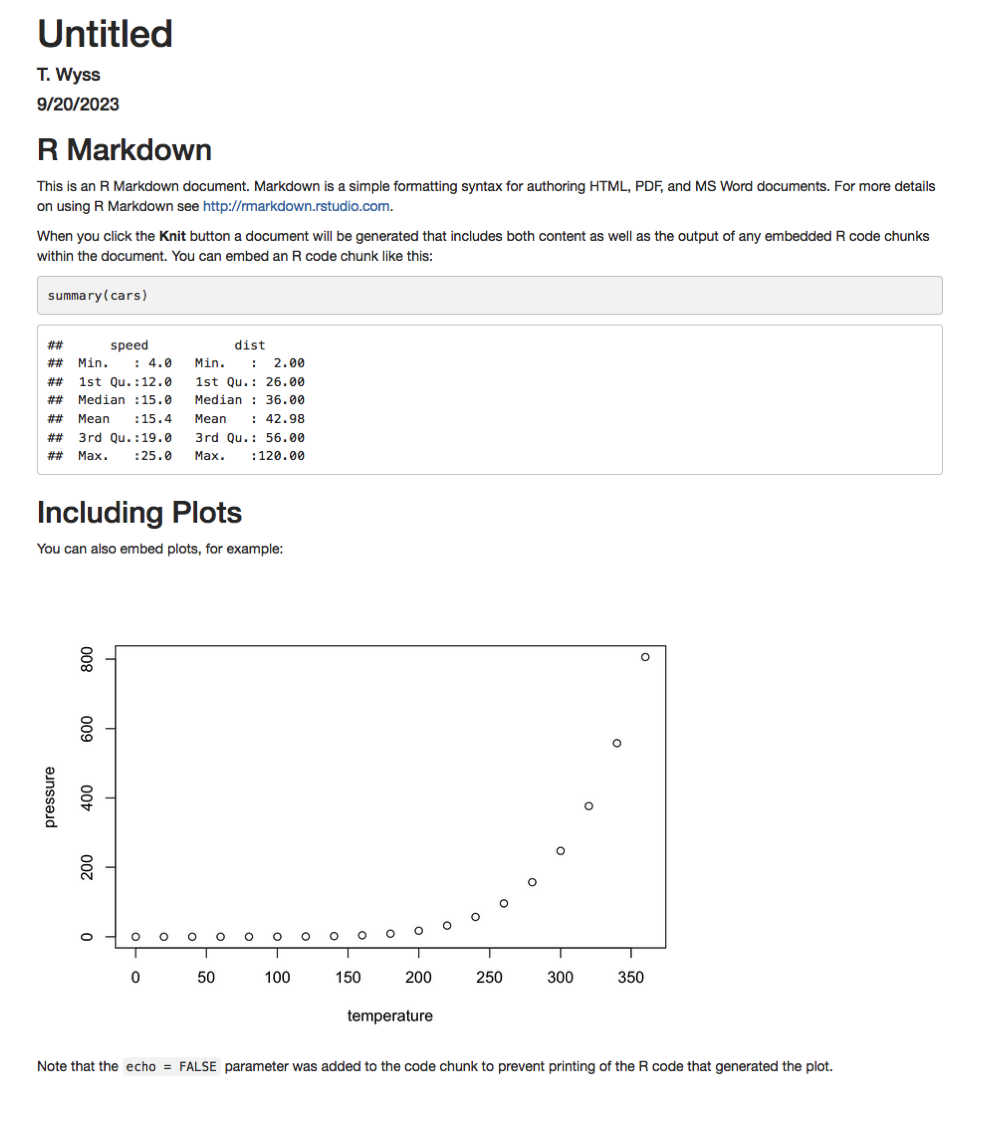 Untitled
T. Wyss
9/20/2023
R Markdown
This is an R Markdown document. Markdown is a simple formatting syntax for authoring HTML, PDF, and MS Word documents. For more details
on using R Markdown see http://rmarkdown.rstudio.com.
When you click the Knit button a document will be generated that includes both content as well as the output of any embedded R code chunks
within the document. You can embed an R code chunk like this:
summary(cars)
##      speed           dist
##  Min.   : 4.0   Min.   :  2.00
##  1st Qu.:12.0   1st Qu.: 26.00
##  Median :15.0   Median : 36.00
##  Mean   :15.4   Mean   : 42.98
##  3rd Qu.:19.0   3rd Qu.: 56.00
##  Max.   :25.0   Max.   :120.00
Including Plots
You can also embed plots, for example:
800
600
400
200
0
pressure
0 50 100 150 200 250 300 350
temperature
Note that the echo = FALSE parameter was added to the code chunk to prevent printing of the R code that generated the plot.